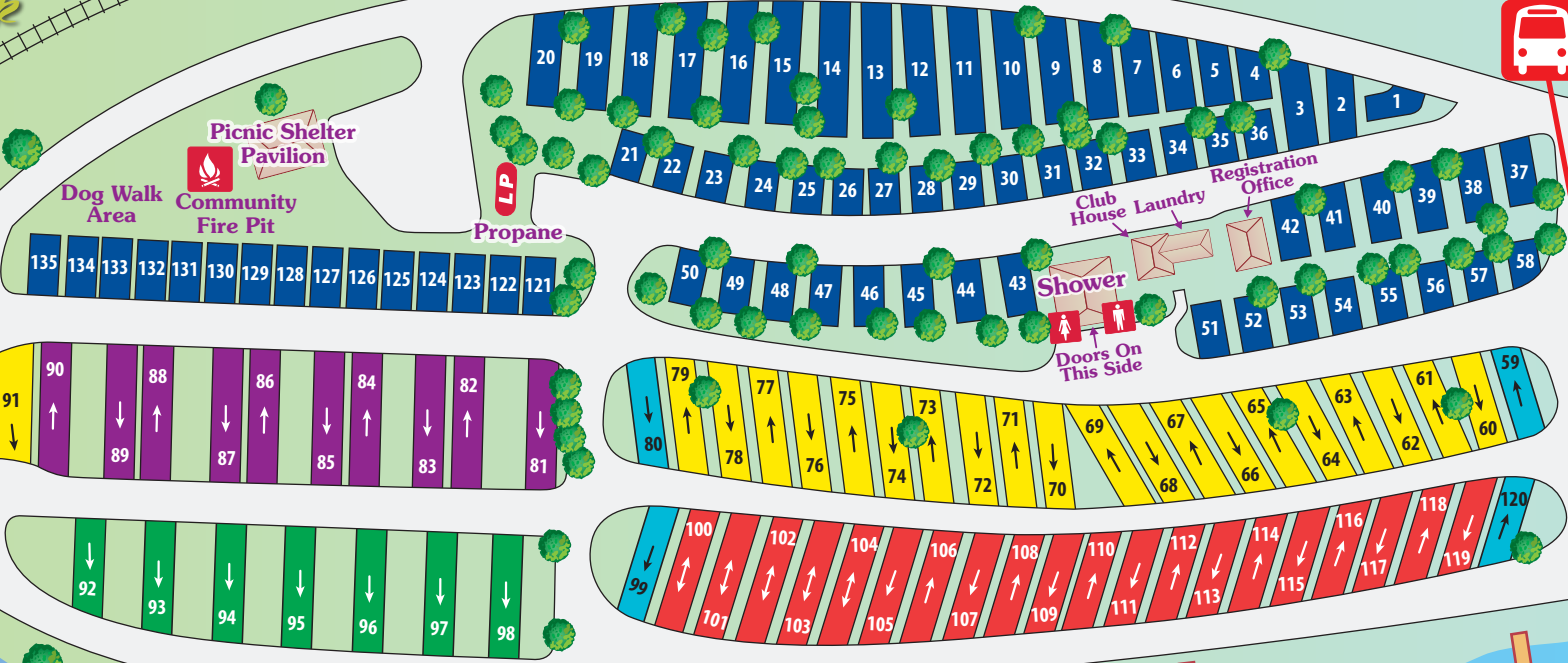 20 19 18 17 16 15 14 13 12 11 10 9 8 7 6 5 4 3 2 1
21 22 23 24 25 26 27 28 29 30 31 32 33 34 35 36
Picnic Shelter
Pavilion
Dog Walk
Area
Community
Fire Pit
LP
Propane
Club
House
Laundry
Registration
Office
42 41 40 39 38 37
135 134 133 132 131 130 129 128 127 126 125 124 123 122 121
50 49 48 47 46 45 44 43
Shower
Doors On
This Side
51 52 53 54 55 56 57 58
91 90 89 88 87 86 85 84 83 82 81
80 79 78 77 76 75 74 73 72 71 70 69 68 67 66 65 64 63 62 61 60 59
92 93 94 95 96 97 98
99 100 101 102 103 104 105 106 107 108 109 110 111 112 113 114 115 116 117 118 119 120